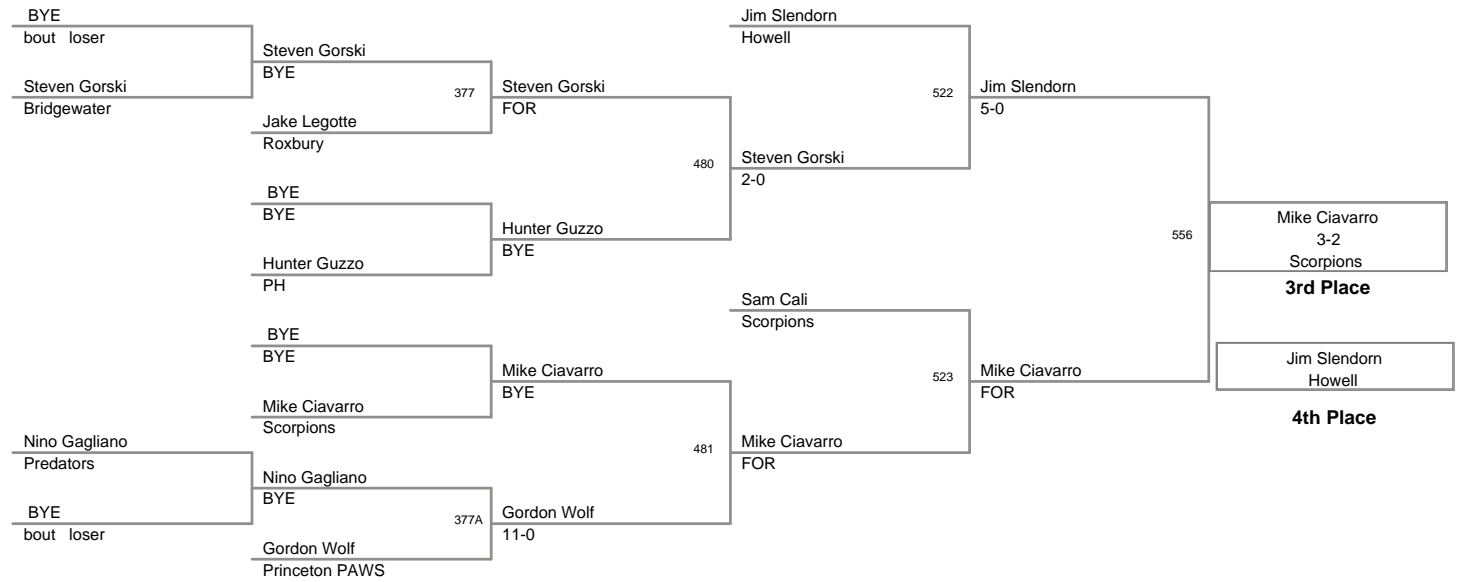 BYE
bout loser
Steven Gorski
Bridgewater
Steven Gorski
BYE
377
Jake Legotte
Roxbury
Steven Gorski
FOR
BYE
BYE
Hunter Guzzo
PH
Hunter Guzzo
BYE
480
Steven Gorski
2-0
Jim Slendorn
Howell
522
Jim Slendorn
5-0
BYE
BYE
Mike Ciavarro
Scorpions
Mike Ciavarro
BYE
Nino Gagliano
Predators
BYE
bout loser
Nino Gagliano
BYE
377A
Gordon Wolf
Princeton PAWS
Gordon Wolf
11-0
481
Mike Ciavarro
FOR
Sam Cali
Scorpions
523
Mike Ciavarro
FOR
556
Mike Ciavarro
3-2
Scorpions
3rd Place
Jim Slendorn
Howell
4th Place